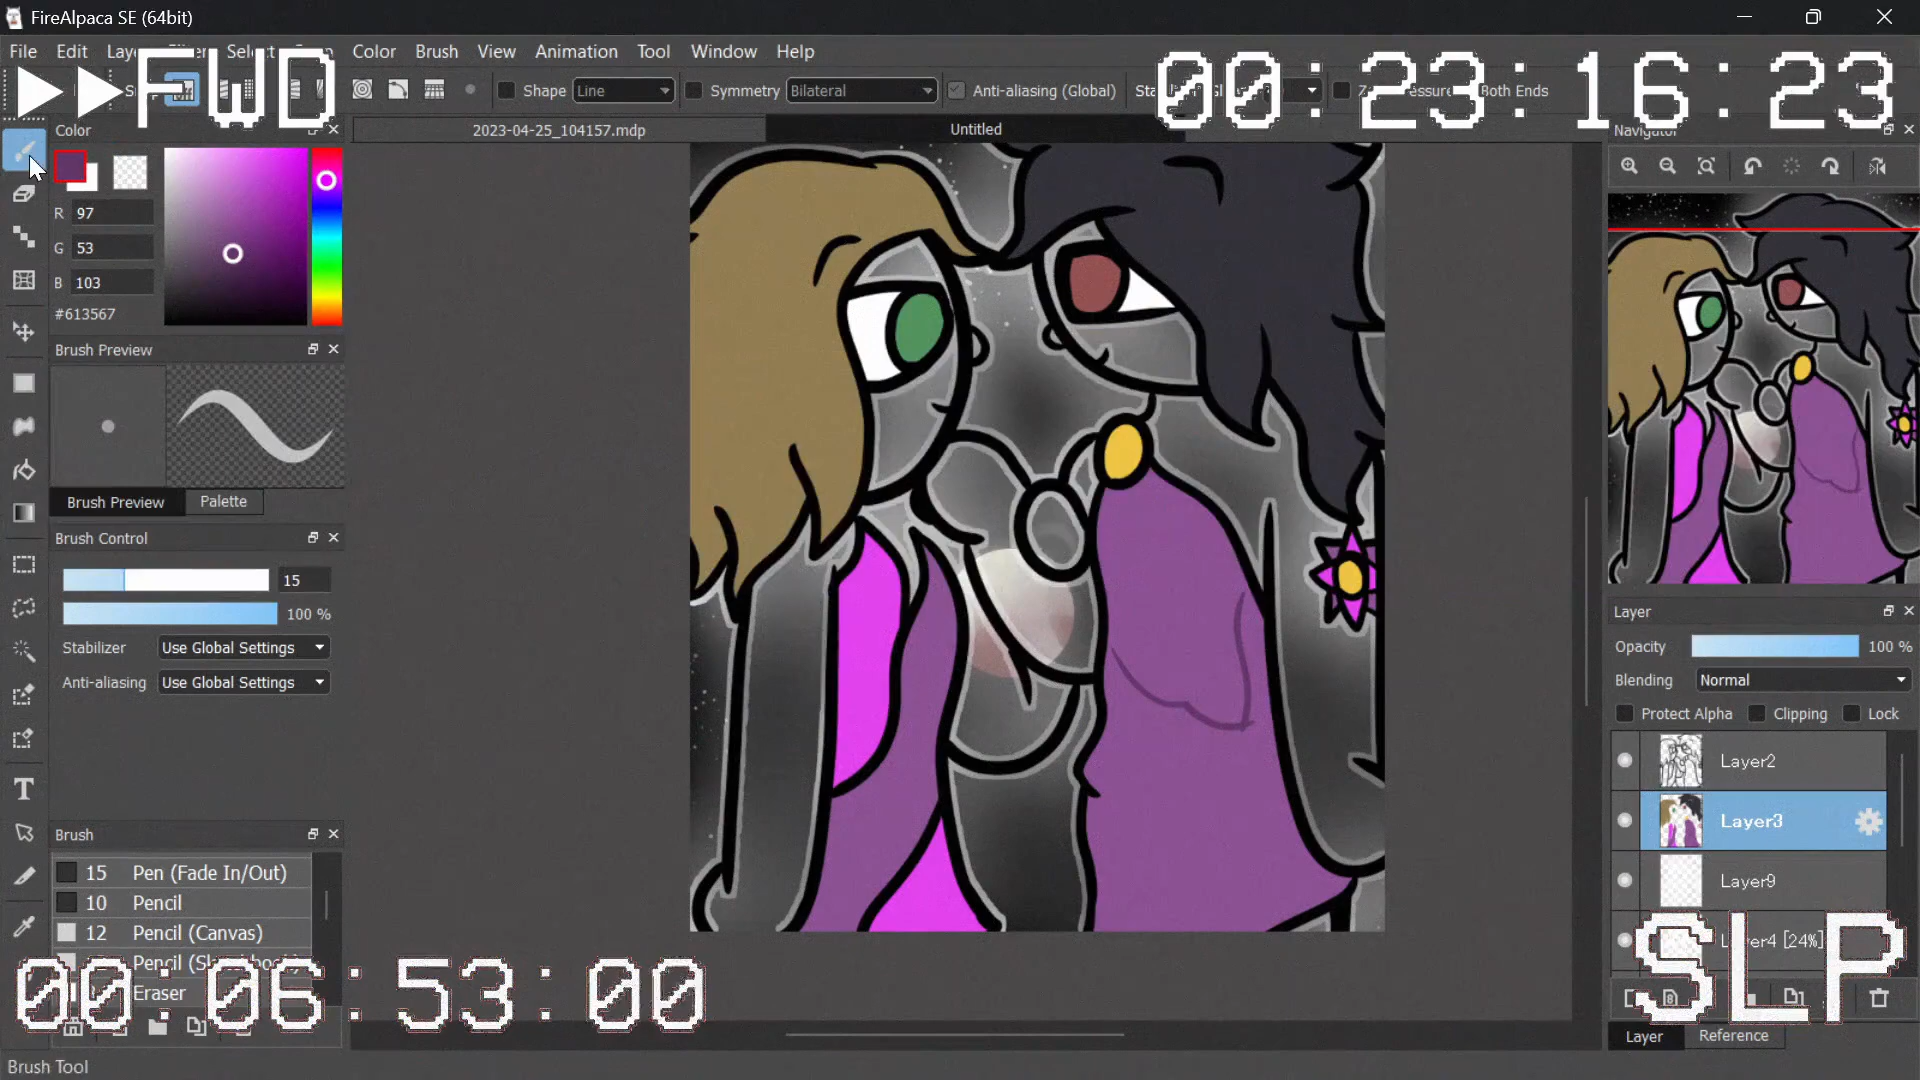 FireAlpaca SE (64bit)
File Edit Select Color Brush View Animation Tool Window Help
FWD
00:23:16:23
Shape Line Symmetry Bilateral Anti-aliasing (Global) Both Ends
Color
2023-04-25_104157.mdp
Untitled
Navigator
R 97
G 53
B 103
#613567
Brush Preview
Brush Preview Palette
Brush Control
15
100 %
Stabilizer Use Global Settings
Anti-aliasing Use Global Settings
Brush
15 Pen (Fade In/Out)
10 Pencil
12 Pencil (Canvas)
Pencil
Eraser
Layer
Opacity 100 %
Blending Normal
Protect Alpha Clipping Lock
Layer2
Layer3
Layer9
[24%]
00:06:53:00
SLP
Layer Reference
Brush Tool
T